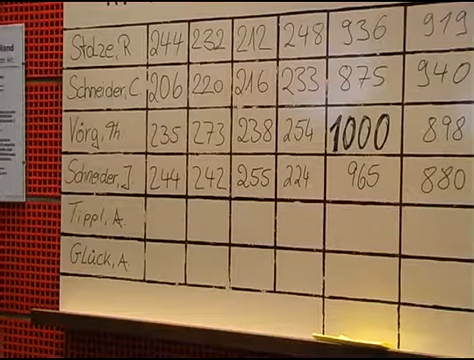 Stolze, R 244 232 212 248 936 919
Schneider, C. 206 220 216 233 875 940
Vörg, Th. 235 273 238 254 1000 898
Schneider, J 244 242 255 224 965 880
Tippl, A.
Glück, A.